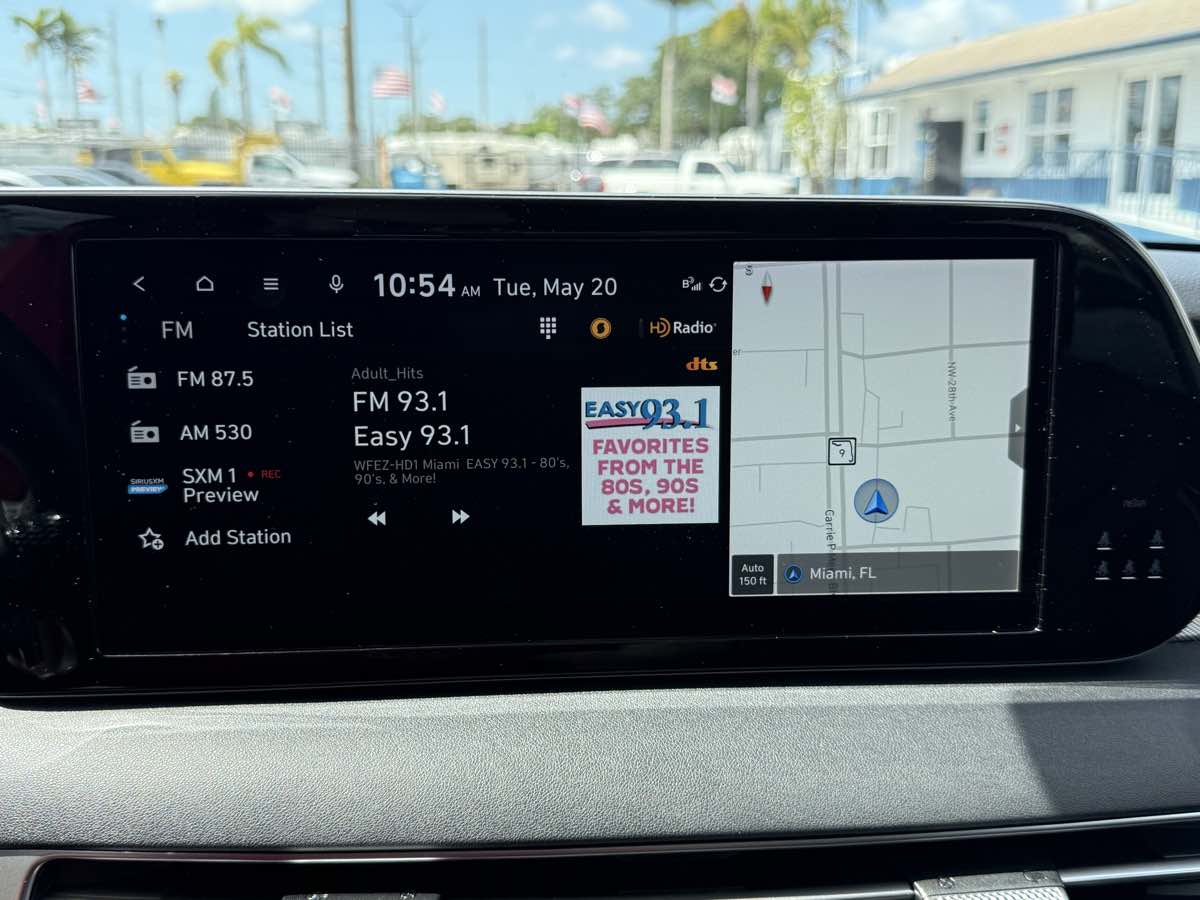 10:54 AM Tue, May 20
FM
Station List
HD Radio
dts
FM 87.5
AM 530
SIRIUSXM
PREVIEW
SXM 1 REC
Preview
Add Station
Adult_Hits
FM 93.1
Easy 93.1
WFEZ-HD1 Miami EASY 93.1 - 80's,
90's, & More!
EASY 93.1
FAVORITES
FROM THE
80S, 90S
& MORE!
S
er
NW 28th Ave
9
Carrie P
Auto
150 ft
Miami, FL